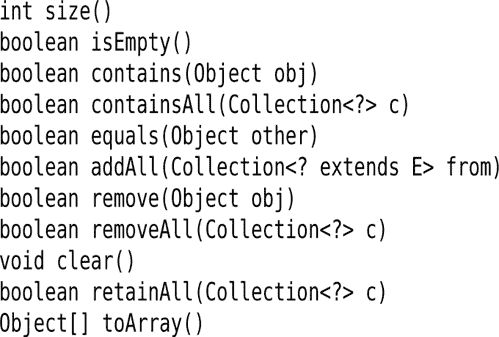 int size()
boolean isEmpty()
boolean contains(Object obj)
boolean containsAll(Collection<?> c)
boolean equals(Object other)
boolean addAll(Collection<? extends E> from)
boolean remove(Object obj)
boolean removeAll(Collection<?> c)
void clear()
boolean retainAll(Collection<?> c)
Object[] toArray()